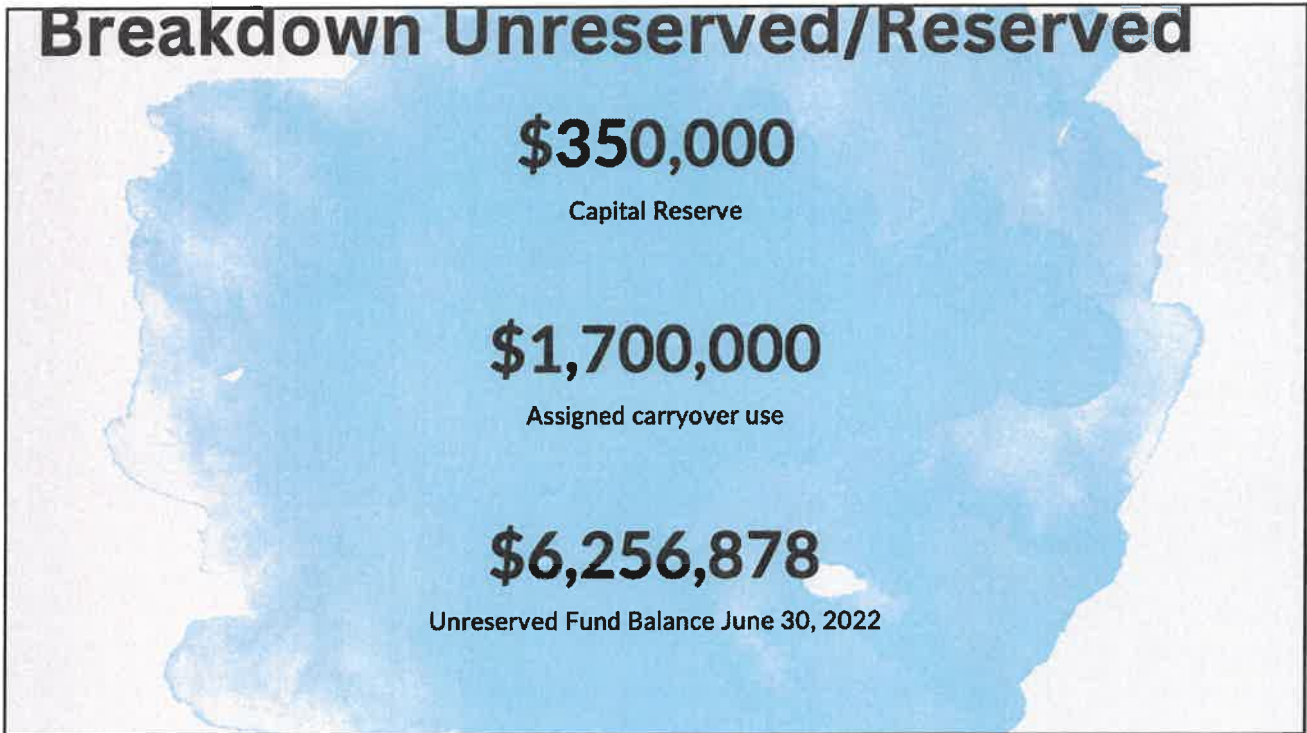 Breakdown Unreserved/Reserved
$350,000
Capital Reserve
$1,700,000
Assigned carryover use
$6,256,878
Unreserved Fund Balance June 30, 2022